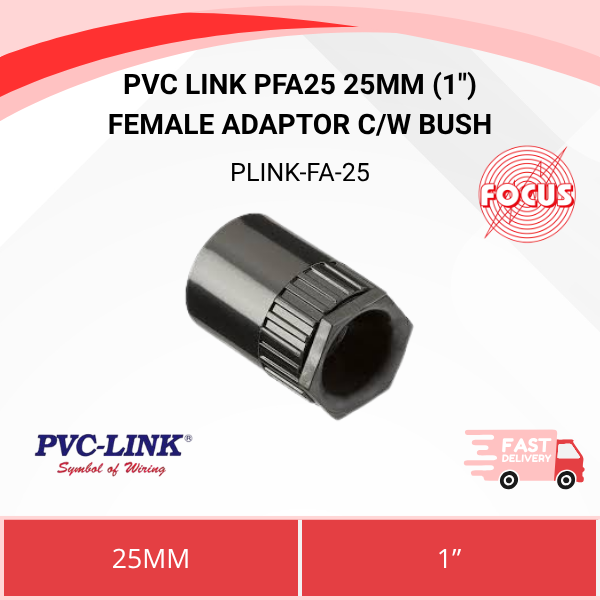 PVC LINK PFA25 25MM (1")
FEMALE ADAPTOR C/W BUSH
PLINK-FA-25
FOCUS
PVC-LINK®
Symbol of Wiring
FAST
DELIVERY
25MM
1”